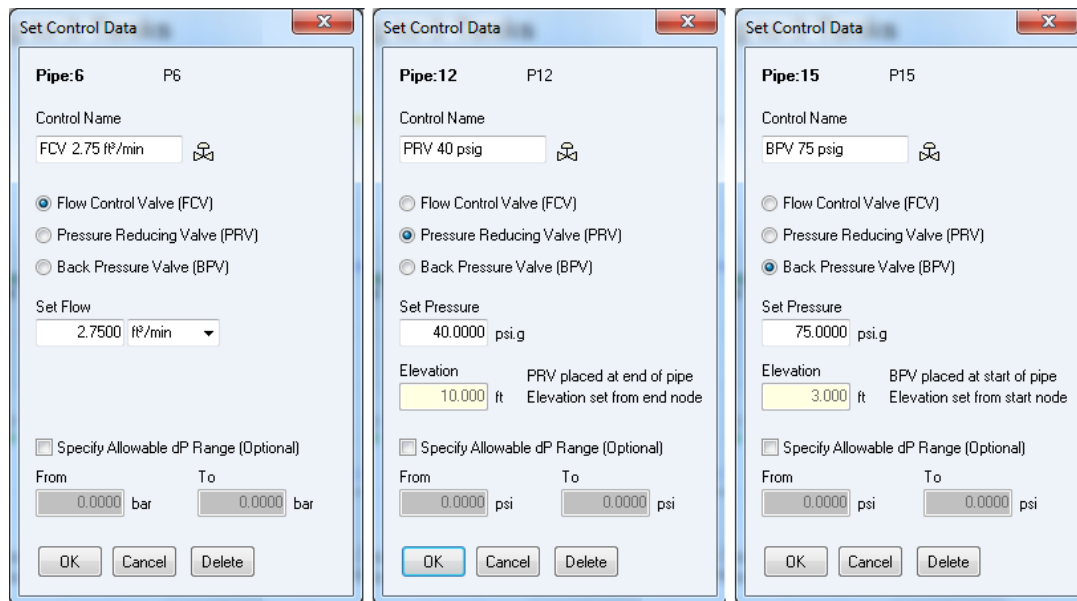 Set Control Data
Pipe:6 P6
Control Name
FCV 2.75 ft³/min
Flow Control Valve (FCV)
Pressure Reducing Valve (PRV)
Back Pressure Valve (BPV)
Set Flow
2.7500 ft³/min
Specify Allowable dP Range (Optional)
From To
0.0000 bar 0.0000 bar
OK Cancel Delete
Set Control Data
Pipe:12 P12
Control Name
PRV 40 psig
Flow Control Valve (FCV)
Pressure Reducing Valve (PRV)
Back Pressure Valve (BPV)
Set Pressure
40.0000 psi.g
Elevation PRV placed at end of pipe
10.000 ft Elevation set from end node
Specify Allowable dP Range (Optional)
From To
0.0000 psi 0.0000 psi
OK Cancel Delete
Set Control Data
Pipe:15 P15
Control Name
BPV 75 psig
Flow Control Valve (FCV)
Pressure Reducing Valve (PRV)
Back Pressure Valve (BPV)
Set Pressure
75.0000 psi.g
Elevation BPV placed at start of pipe
3.000 ft Elevation set from start node
Specify Allowable dP Range (Optional)
From To
0.0000 psi 0.0000 psi
OK Cancel Delete